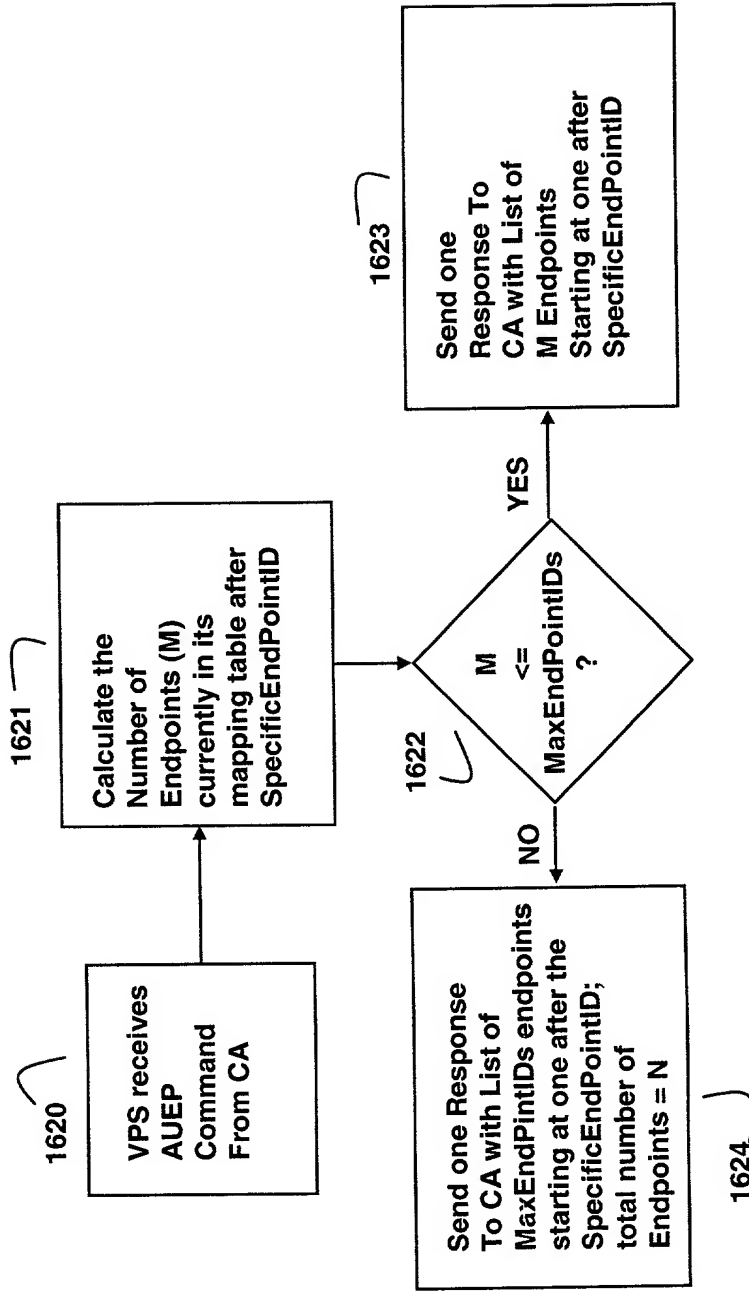 1620
VPS receives
AUEP
Command
From CA
1621
Calculate the
Number of
Endpoints (M)
currently in its
mapping table after
SpecificEndPointID
1622
M
<=
MaxEndPointIDs
?
YES
1623
Send one
Response To
CA with List of
M Endpoints
Starting at one after
SpecificEndPointID
NO
Send one Response
To CA with List of
MaxEndPintIDs endpoints
starting at one after the
SpecificEndPointID;
total number of
Endpoints = N
1624